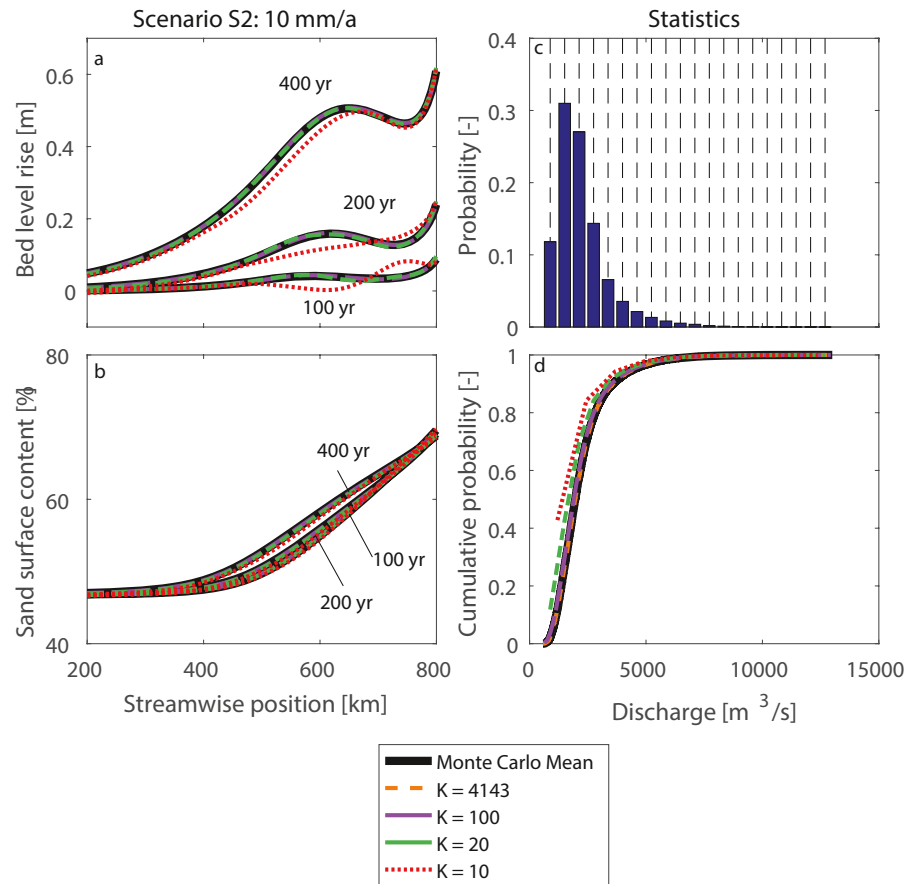 Scenario S2: 10 mm/a
Statistics
a
0.6
0.4
0.2
0
Bed level rise [m]
400 yr
200 yr
100 yr
c
0.4
0.3
0.2
0.1
0
Probability [-]
b
80
60
40
Sand surface content [%]
400 yr
100 yr
200 yr
200
400
600
800
Streamwise position [km]
d
1
0.8
0.6
0.4
0.2
0
Cumulative probability [-]
0
5000
10000
15000
Discharge [m ³/s]
Monte Carlo Mean
K = 4143
K = 100
K = 20
K = 10